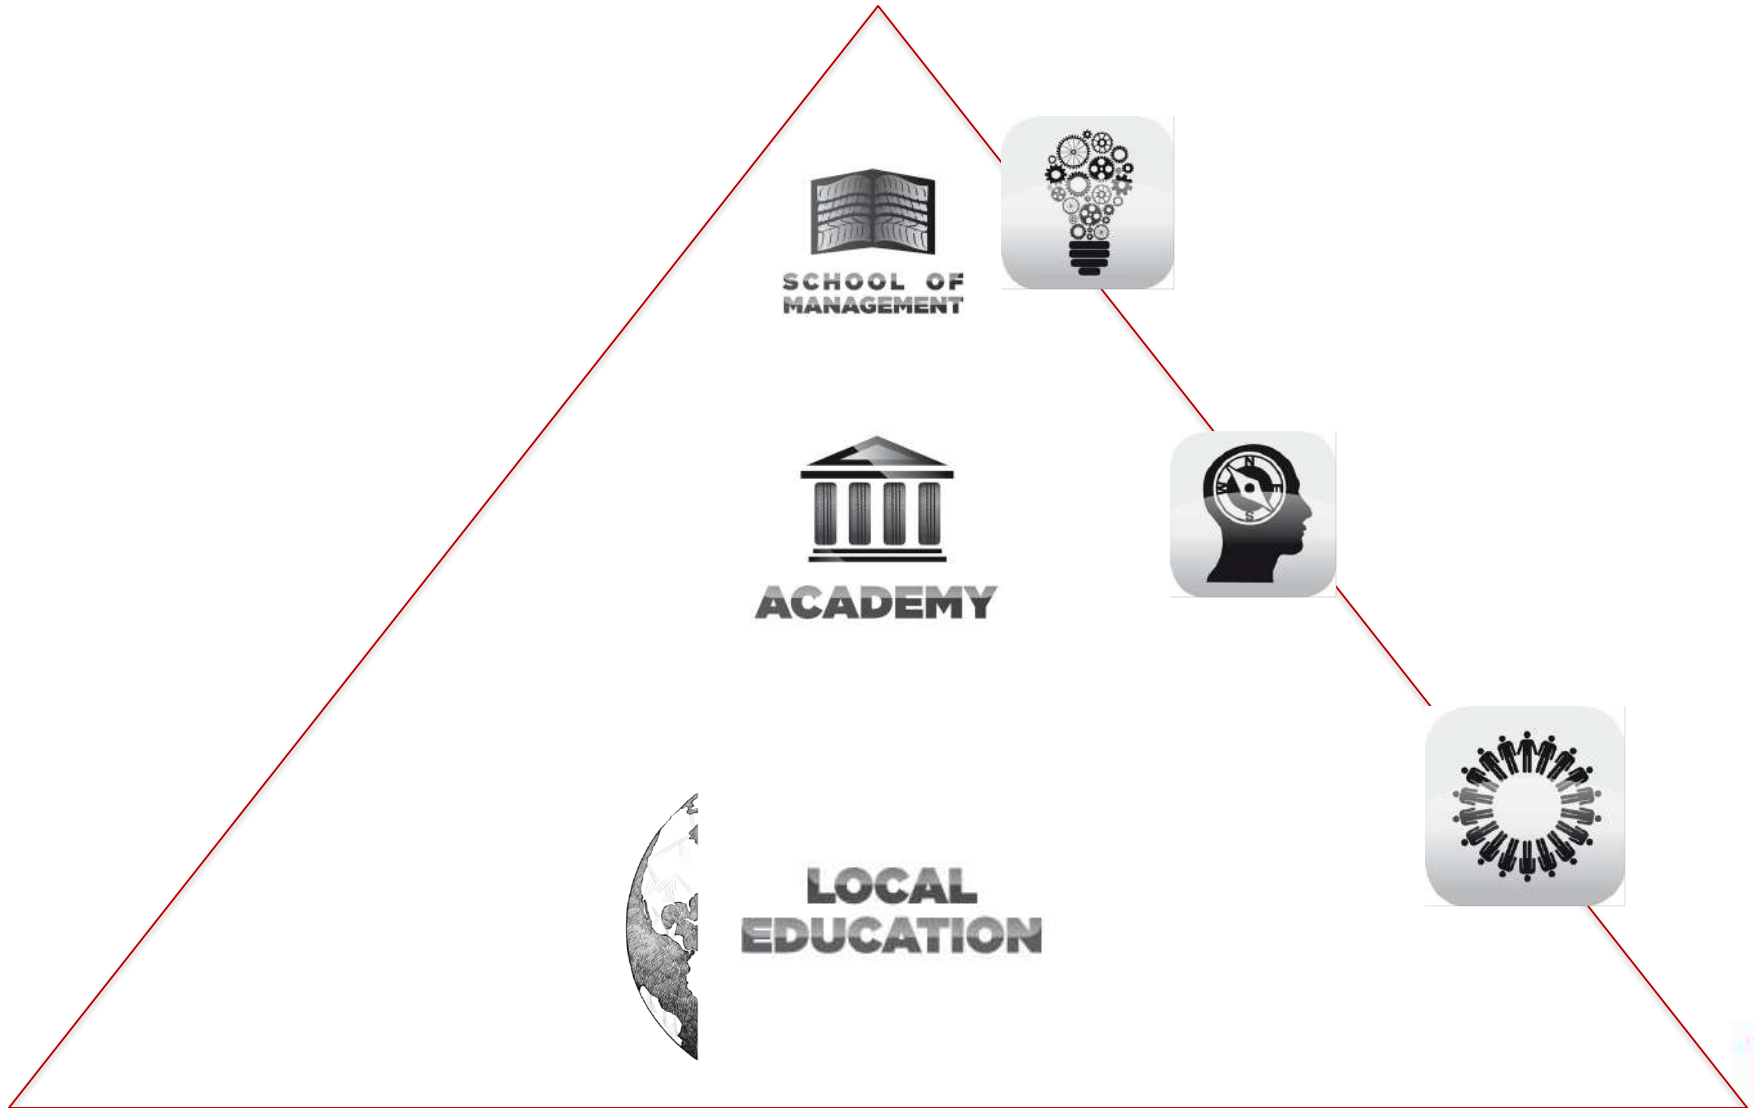 SCHOOL OF
MANAGEMENT
ACADEMY
N
W E
S
LOCAL
EDUCATION